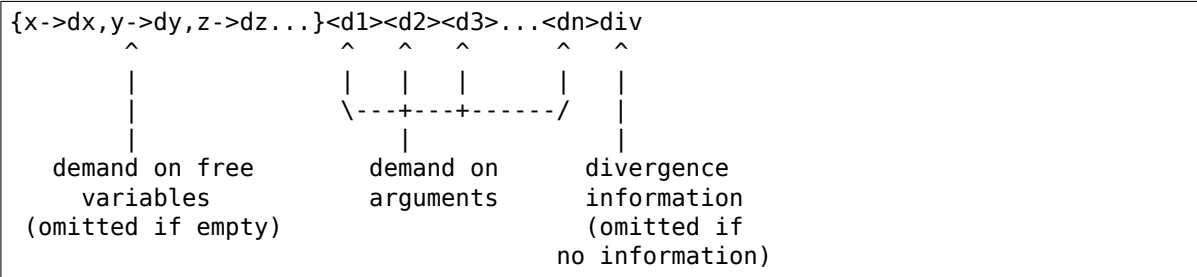 {x->dx,y->dy,z->dz...}<d1><d2><d3>...<dn>div
        ^              ^   ^   ^      ^   ^
        |              |   |   |      |   |
        |              \---+---+------/   |
        |                  |              |
   demand on free        demand on      divergence
     variables           arguments      information
 (omitted if empty)                     (omitted if
                                      no information)